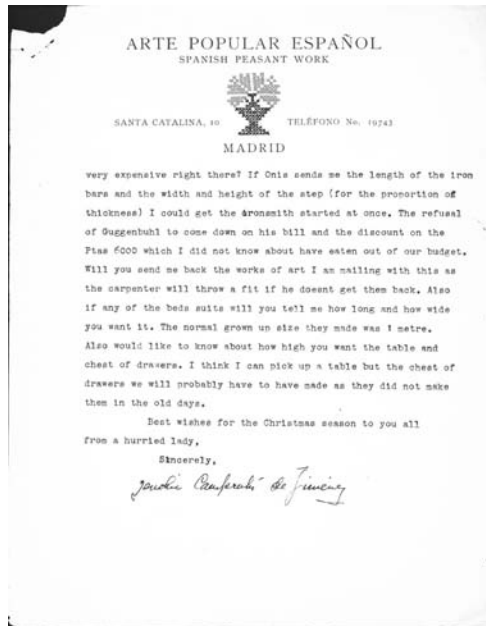 ARTE POPULAR ESPAÑOL
SPANISH PEASANT WORK
SANTA CATALINA, 10 TELÉFONO No. 19743
MADRID
very expensive right there? If Onis sends me the length of the iron
bars and the width and height of the step (for the proportion of
thickness) I could get the ironsmith started at once. The refusal
of Guggenbuhl to come down on his bill and the discount on the
Ptas 6000 which I did not know about have eaten out of our budget.
Will you send me back the works of art I am mailing with this as
the carpenter will throw a fit if he doesnt get them back. Also
if any of the beds suits will you tell me how long and how wide
you want it. The normal grown up size they made was 1 metre.
Also would like to know about how high you want the table and
chest of drawers. I think I can pick up a table but the chest of
drawers we will probably have to have made as they did not make
them in the old days.
Best wishes for the Christmas season to you all
from a hurried lady,
Sincerely,
Zenobia Camprubí de Jiménez